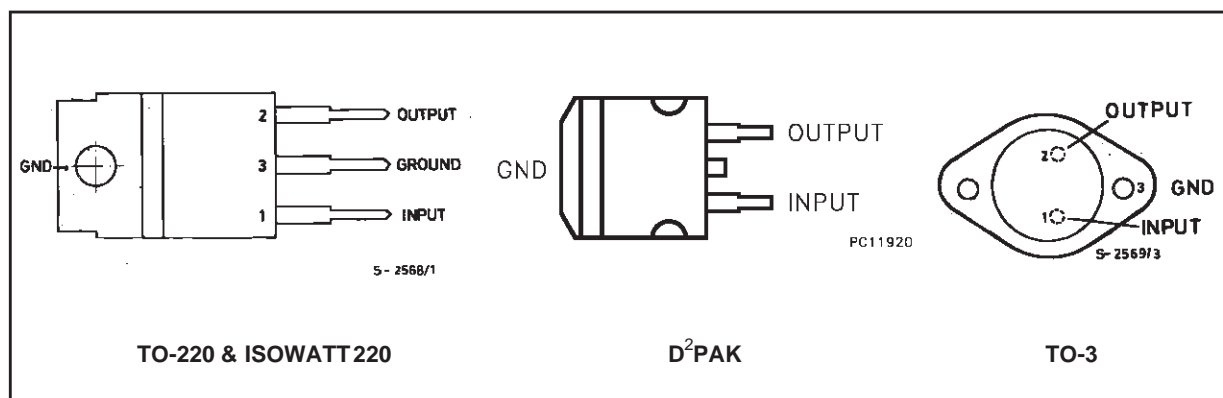 2 OUTPUT
GND
3 GROUND
1 INPUT
S-2568/1
TO-220 & ISOWATT220
OUTPUT
GND
INPUT
PC11920
D²PAK
OUTPUT
2
3 GND
1
INPUT
S-2569/3
TO-3